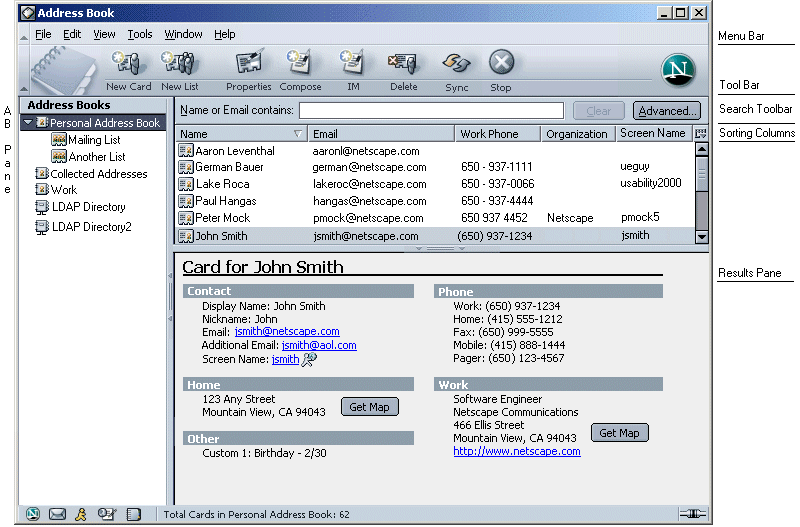 Address Book
File Edit View Tools Window Help
Menu Bar
New Card New List Properties Compose IM Delete Sync Stop
N
Tool Bar
Address Books
Name or Email contains: Clear Advanced...
Search Toolbar
Name Email Work Phone Organization Screen Name
Sorting Columns
AB Pane
Personal Address Book
Mailing List
Another List
Collected Addresses
Work
LDAP Directory
LDAP Directory2
Aaron Leventhal aaronl@netscape.com
German Bauer german@netscape.com 650 - 937-1111 ueguy
Lake Roca lakeroc@netscape.com 650 - 937-0066 usability2000
Paul Hangas hangas@netscape.com 650 - 937-4444
Peter Mock pmock@netscape.com 650 937 4452 Netscape pmock5
John Smith jsmith@netscape.com (650) 937-1234 jsmith
Results Pane
Card for John Smith
Contact
Display Name: John Smith
Nickname: John
Email: jsmith@netscape.com
Additional Email: jsmith@aol.com
Screen Name: jsmith
Phone
Work: (650) 937-1234
Home: (415) 555-1212
Fax: (650) 999-5555
Mobile: (415) 888-1444
Pager: (650) 123-4567
Home
123 Any Street
Mountain View, CA 94043
Get Map
Work
Software Engineer
Netscape Communications
466 Ellis Street
Mountain View, CA 94043
http://www.netscape.com
Get Map
Other
Custom 1: Birthday - 2/30
Total Cards in Personal Address Book: 62